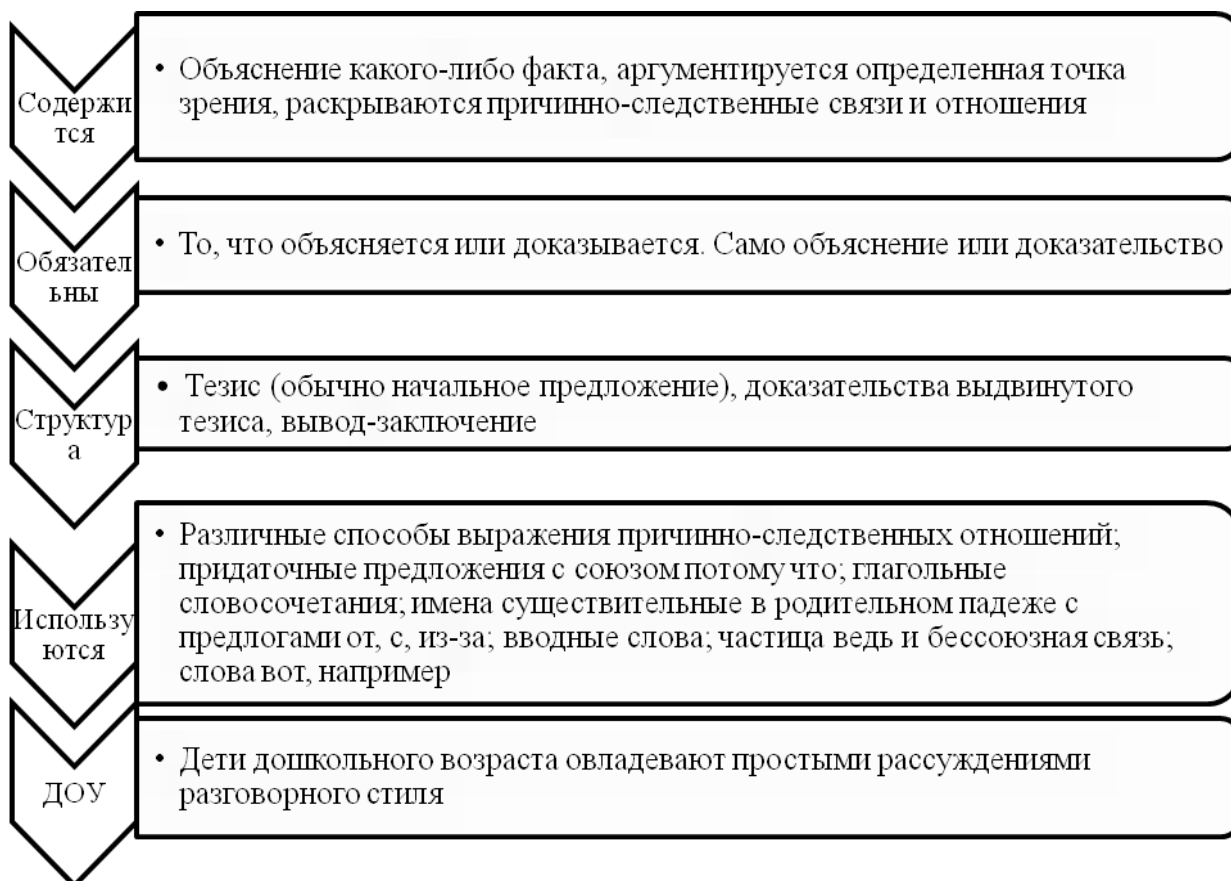 Содержи
тся
• Объяснение какого-либо факта, аргументируется определенная точка
зрения, раскрываются причинно-следственные связи и отношения
Обязател
ьны
• То, что объясняется или доказывается. Само объяснение или доказательство
Структур
а
• Тезис (обычно начальное предложение), доказательства выдвинутого
тезиса, вывод-заключение
Использу
ются
• Различные способы выражения причинно-следственных отношений;
придаточные предложения с союзом потому что; глагольные
словосочетания; имена существительные в родительном падеже с
предлогами от, с, из-за; вводные слова; частица ведь и бессоюзная связь;
слова вот, например
ДОУ
• Дети дошкольного возраста овладевают простыми рассуждениями
разговорного стиля